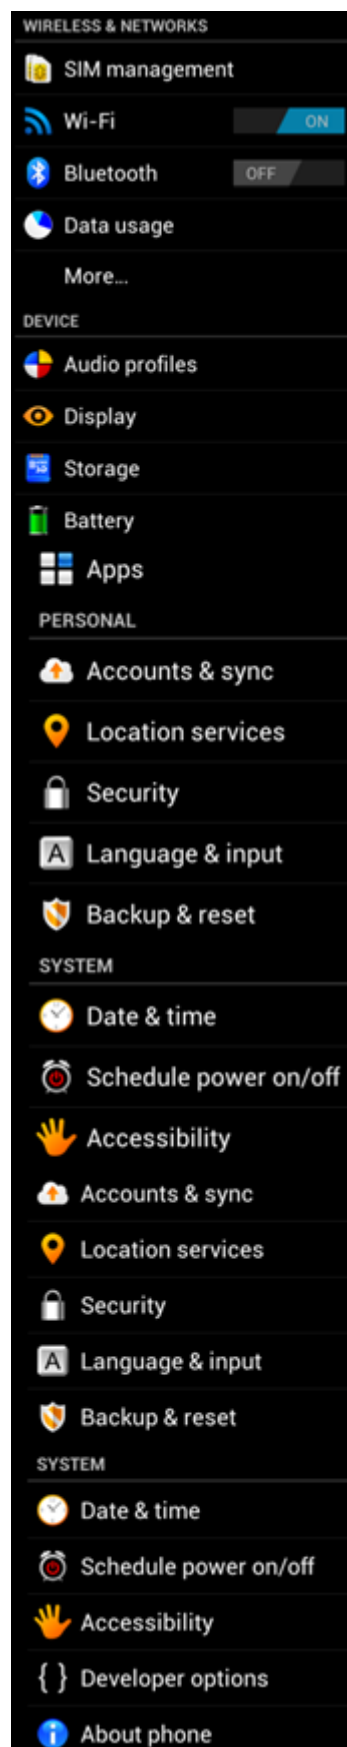 WIRELESS & NETWORKS
SIM management
Wi-Fi ON
Bluetooth OFF
Data usage
More...
DEVICE
Audio profiles
Display
Storage
Battery
Apps
PERSONAL
Accounts & sync
Location services
Security
A Language & input
Backup & reset
SYSTEM
Date & time
Schedule power on/off
Accessibility
Accounts & sync
Location services
Security
A Language & input
Backup & reset
SYSTEM
Date & time
Schedule power on/off
Accessibility
{ } Developer options
About phone